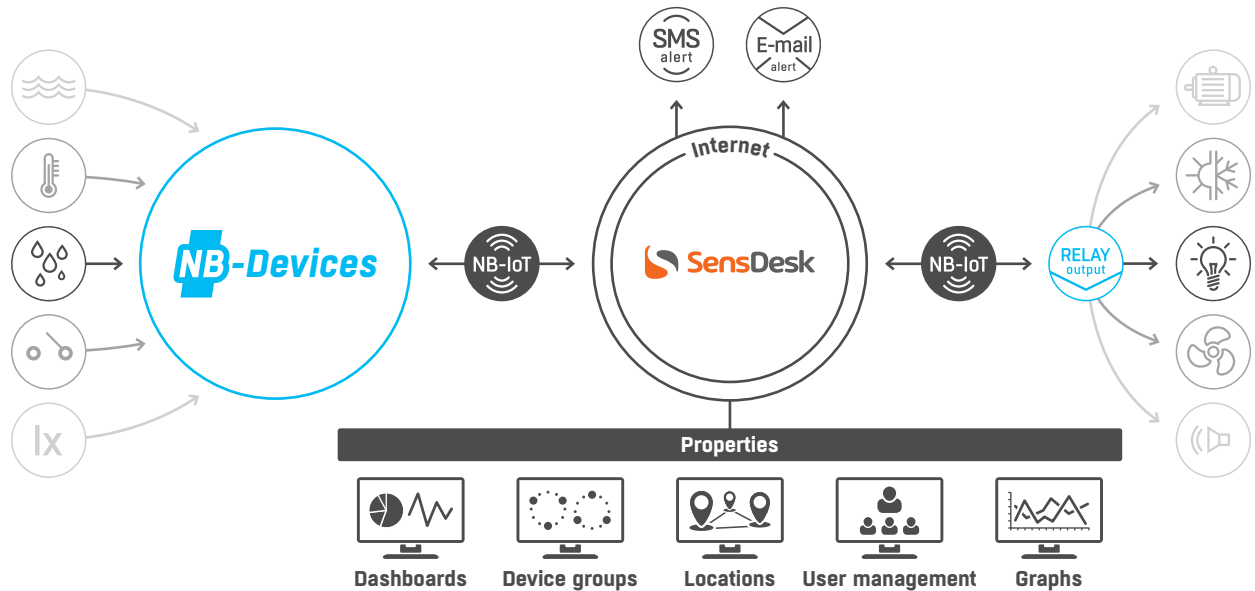 SMS
alert
E-mail
alert
Internet
NB-Devices
NB-IoT
SensDesk
NB-IoT
RELAY
output
lx
Properties
Dashboards
Device groups
Locations
User management
Graphs